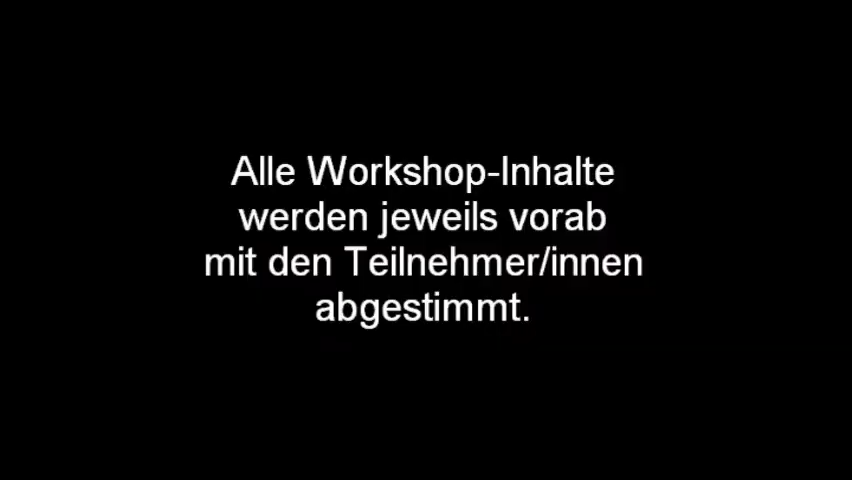 Alle Workshop-Inhalte
werden jeweils vorab
mit den Teilnehmer/innen
abgestimmt.